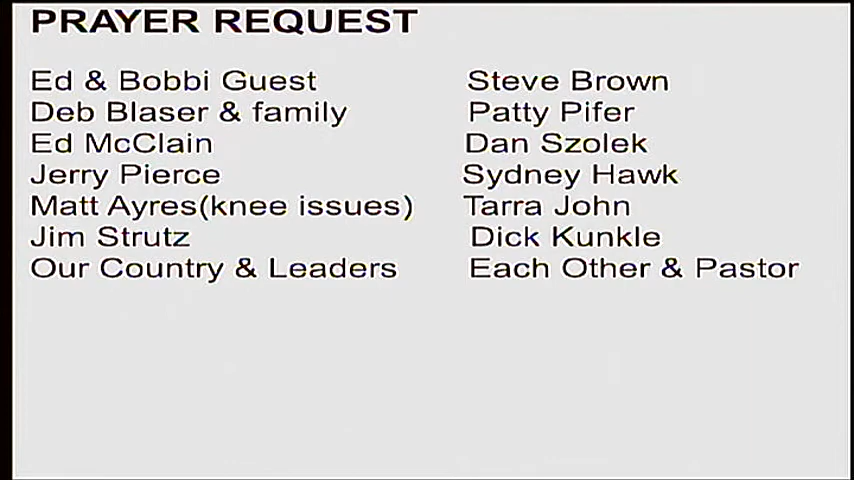 PRAYER REQUEST
Ed & Bobbi Guest
Deb Blaser & family
Ed McClain
Jerry Pierce
Matt Ayres(knee issues)
Jim Strutz
Our Country & Leaders
Steve Brown
Patty Pifer
Dan Szolek
Sydney Hawk
Tarra John
Dick Kunkle
Each Other & Pastor